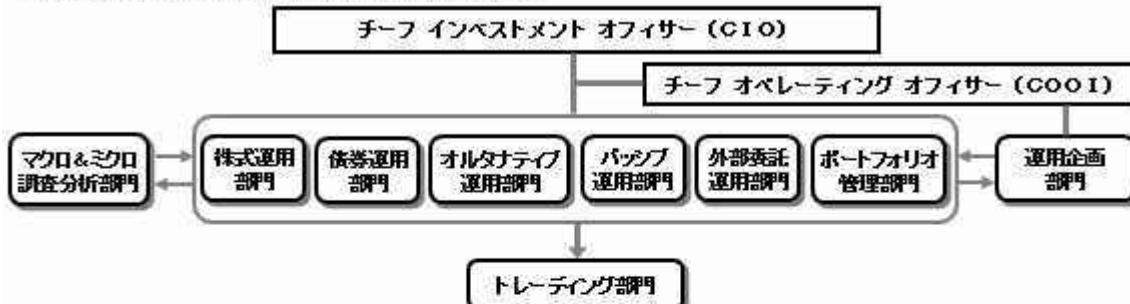 チーフ インベストメント オフィサー (CIO)
チーフ オペレーティング オフィサー (COOI)
マクロ&ミクロ
調査分析部門
株式運用
部門
債券運用
部門
オルタナティブ
運用部門
パッシブ
運用部門
外部委託
運用部門
ポートフォリオ
管理部門
運用企画
部門
トレーディング部門